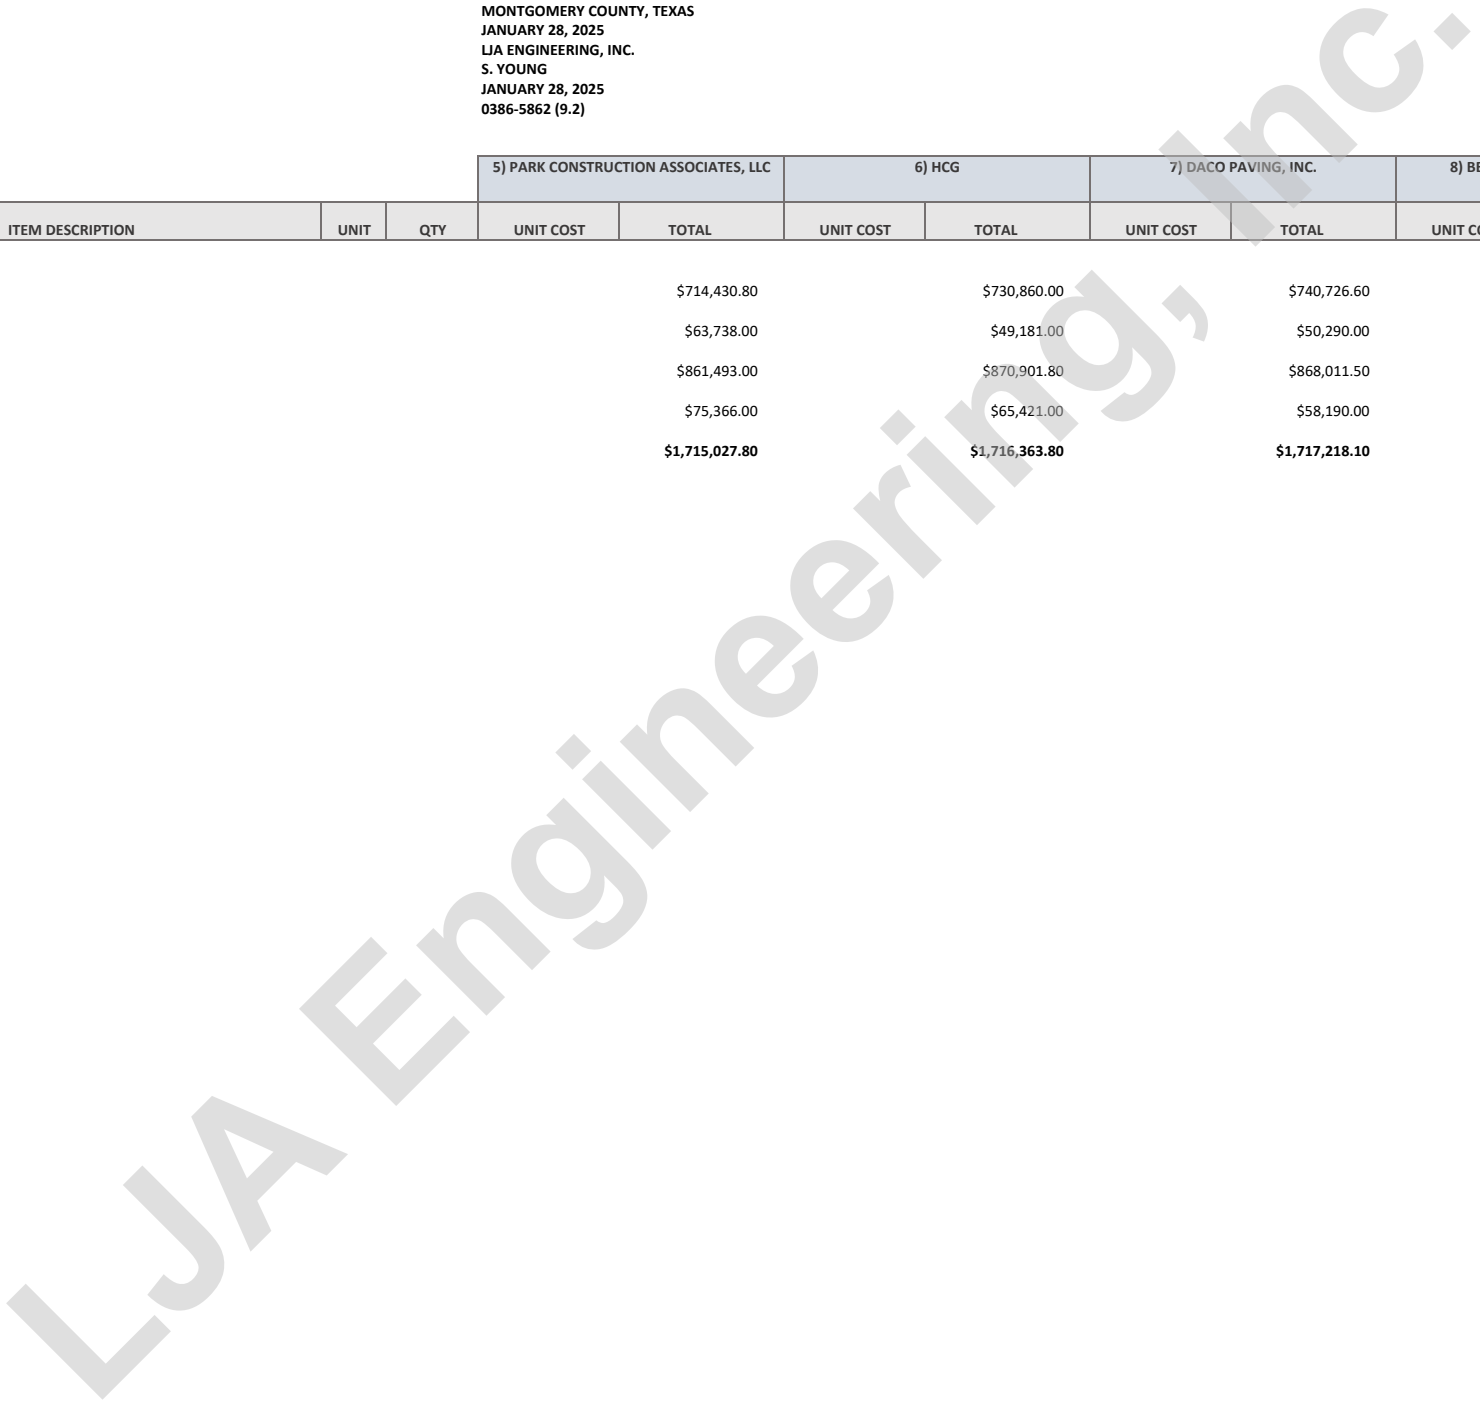 MONTGOMERY COUNTY, TEXAS
JANUARY 28, 2025
LJA ENGINEERING, INC.
S. YOUNG
JANUARY 28, 2025
0386-5862 (9.2)
5) PARK CONSTRUCTION ASSOCIATES, LLC 6) HCG 7) DACO PAVING, INC. 8)
ITEM DESCRIPTION UNIT QTY UNIT COST TOTAL UNIT COST TOTAL UNIT COST TOTAL UNIT
$714,430.80 $730,860.00 $740,726.60
$63,738.00 $49,181.00 $50,290.00
$861,493.00 $870,901.80 $868,011.50
$75,366.00 $65,421.00 $58,190.00
$1,715,027.80 $1,716,363.80 $1,717,218.10
LJA Engineering, Inc.